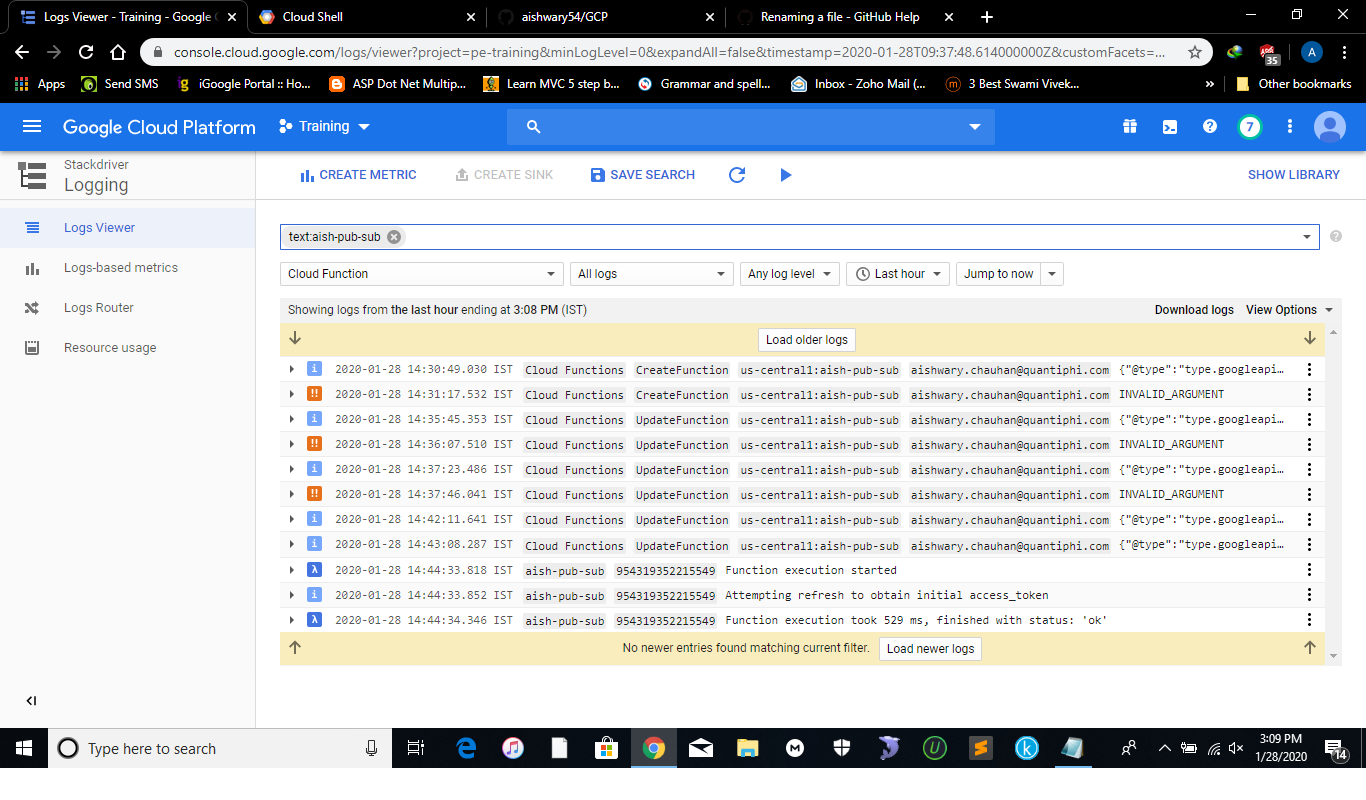 Logs Viewer - Training - Google C
Cloud Shell
aishwary54/GCP
Renaming a file - GitHub Help
console.cloud.google.com/logs/viewer?project=pe-training&minLogLevel=0&expandAll=false&timestamp=2020-01-28T09:37:48.614000000Z&customFacets=...
35
A
Apps
Send SMS
iGoogle Portal :: Ho...
ASP Dot Net Multip...
Learn MVC 5 step b...
Grammar and spell...
Inbox - Zoho Mail (...
3 Best Swami Vivek...
»
Other bookmarks
Google Cloud Platform
Training
7
Stackdriver
Logging
CREATE METRIC
CREATE SINK
SAVE SEARCH
SHOW LIBRARY
Logs Viewer
Logs-based metrics
Logs Router
Resource usage
text:aish-pub-sub
Cloud Function
All logs
Any log level
Last hour
Jump to now
Showing logs from the last hour ending at 3:08 PM (IST)
Download logs
View Options
Load older logs
i 2020-01-28 14:30:49.030 IST Cloud Functions CreateFunction us-central1:aish-pub-sub aishwary.chauhan@quantiphi.com {"@type":"type.googleapi...
!! 2020-01-28 14:31:17.532 IST Cloud Functions CreateFunction us-central1:aish-pub-sub aishwary.chauhan@quantiphi.com INVALID_ARGUMENT
i 2020-01-28 14:35:45.353 IST Cloud Functions UpdateFunction us-central1:aish-pub-sub aishwary.chauhan@quantiphi.com {"@type":"type.googleapi...
!! 2020-01-28 14:36:07.510 IST Cloud Functions UpdateFunction us-central1:aish-pub-sub aishwary.chauhan@quantiphi.com INVALID_ARGUMENT
i 2020-01-28 14:37:23.486 IST Cloud Functions UpdateFunction us-central1:aish-pub-sub aishwary.chauhan@quantiphi.com {"@type":"type.googleapi...
!! 2020-01-28 14:37:46.041 IST Cloud Functions UpdateFunction us-central1:aish-pub-sub aishwary.chauhan@quantiphi.com INVALID_ARGUMENT
i 2020-01-28 14:42:11.641 IST Cloud Functions UpdateFunction us-central1:aish-pub-sub aishwary.chauhan@quantiphi.com {"@type":"type.googleapi...
i 2020-01-28 14:43:08.287 IST Cloud Functions UpdateFunction us-central1:aish-pub-sub aishwary.chauhan@quantiphi.com {"@type":"type.googleapi...
λ 2020-01-28 14:44:33.818 IST aish-pub-sub 954319352215549 Function execution started
i 2020-01-28 14:44:33.852 IST aish-pub-sub 954319352215549 Attempting refresh to obtain initial access_token
λ 2020-01-28 14:44:34.346 IST aish-pub-sub 954319352215549 Function execution took 529 ms, finished with status: 'ok'
No newer entries found matching current filter.
Load newer logs
Type here to search
3:09 PM
1/28/2020
14